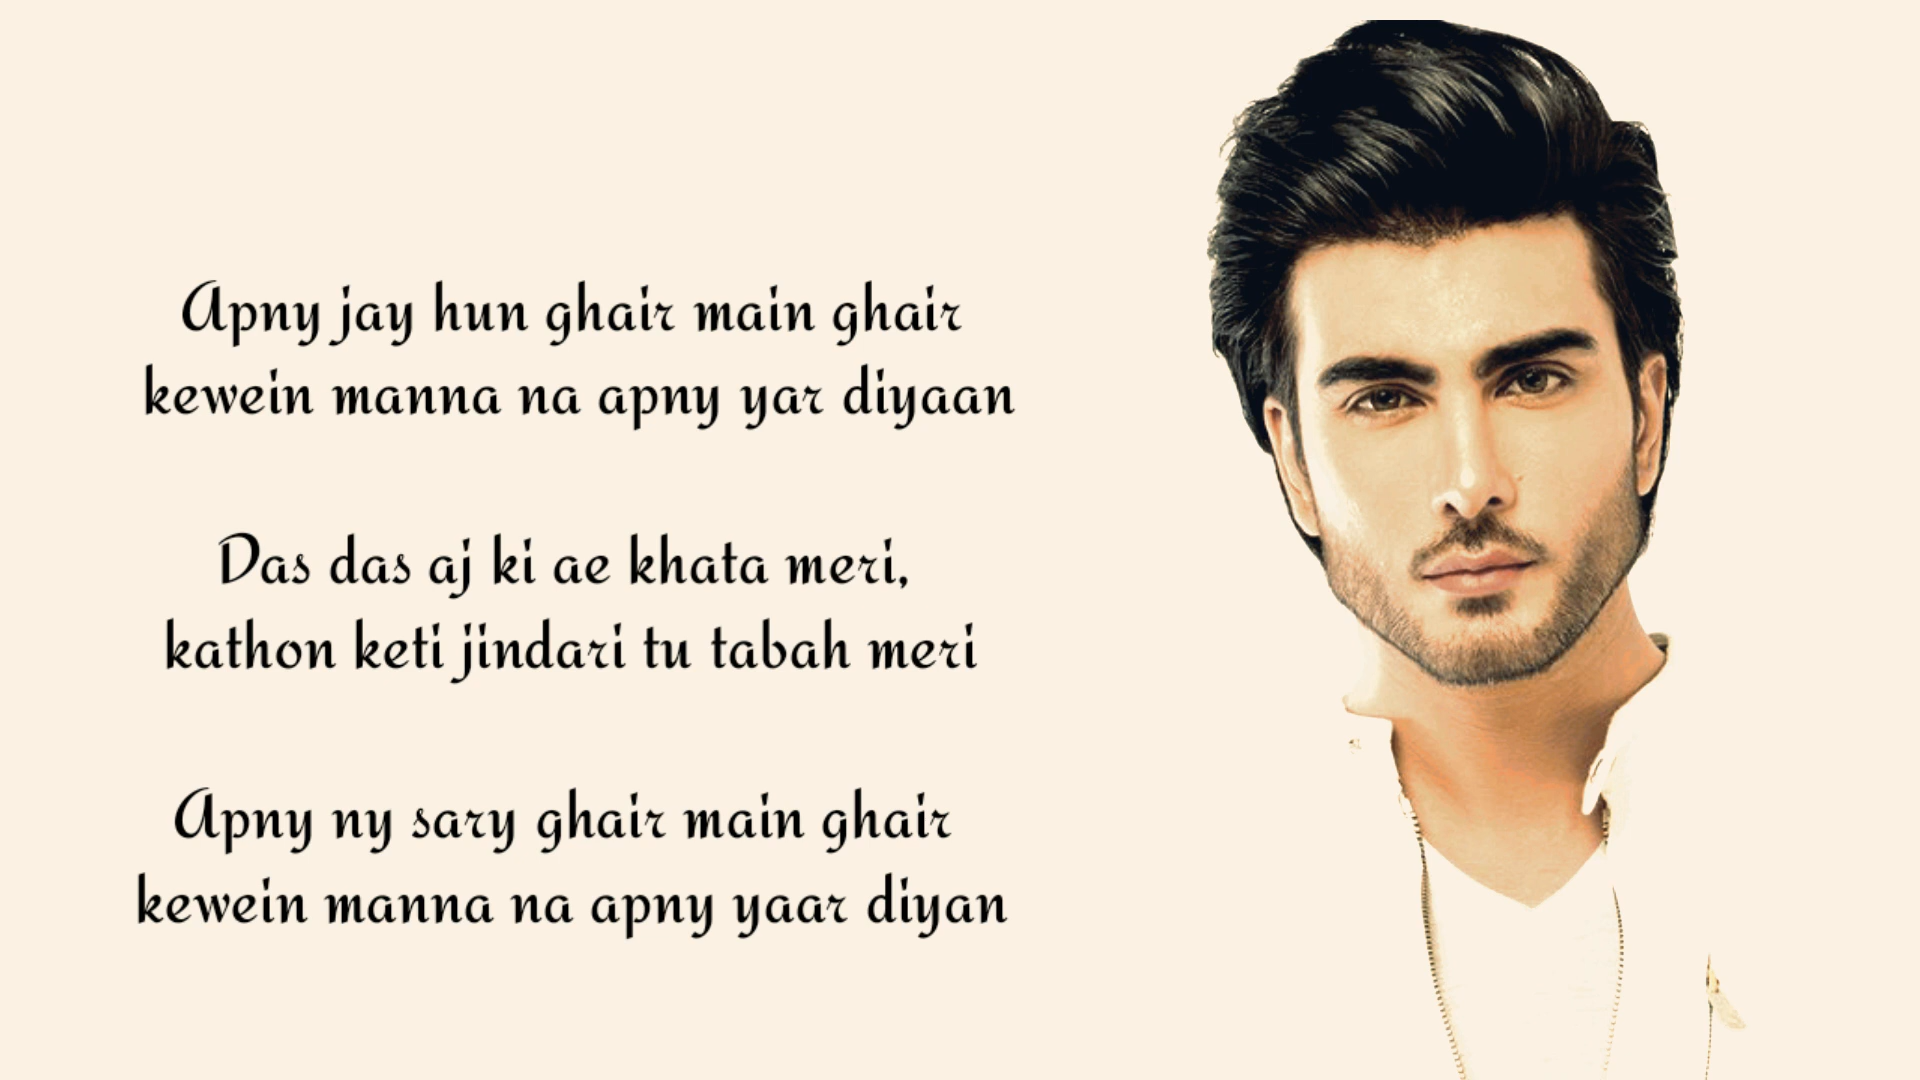 Apny jay hun ghair main ghair
kewein manna na apny yar diyaan
Das das aj ki ae khata meri,
kathon keti jindari tu tabah meri
Apny ny sary ghair main ghair
kewein manna na apny yaar diyan